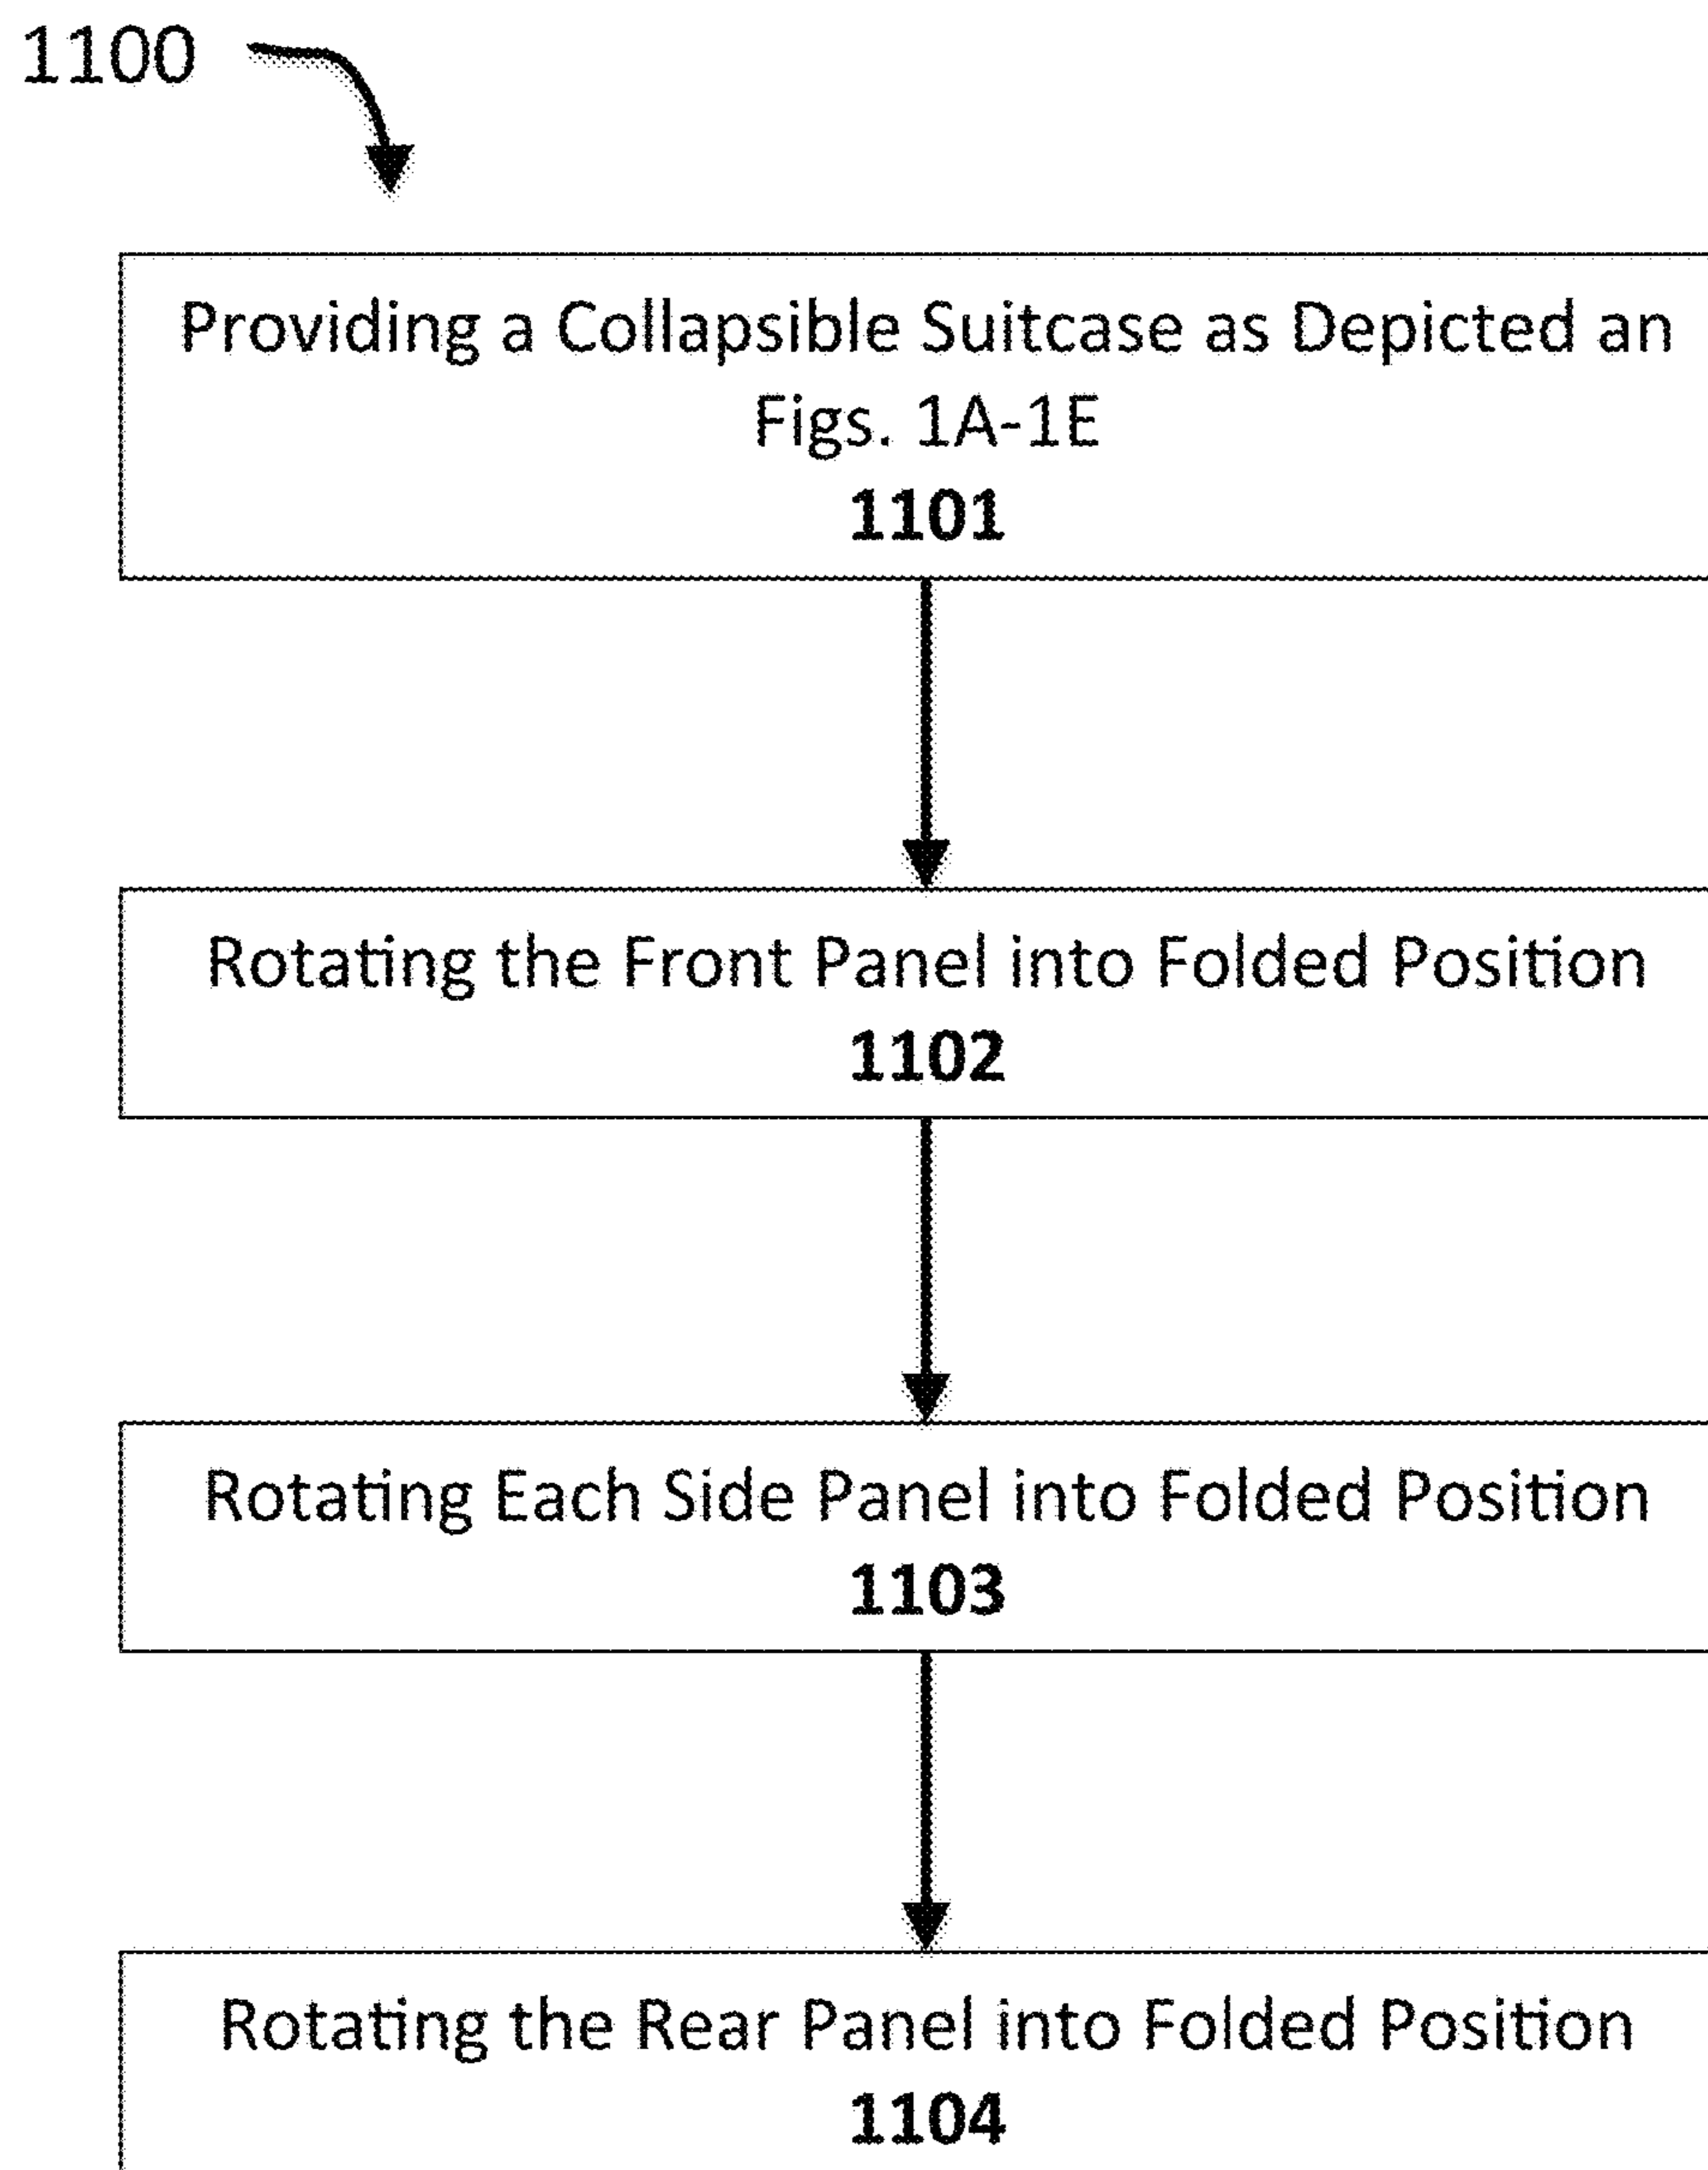 1100
Providing a Collapsible Suitcase as Depicted an
Figs. 1A-1E
1101
Rotating the Front Panel into Folded Position
1102
Rotating Each Side Panel into Folded Position
1103
Rotating the Rear Panel into Folded Position
1104